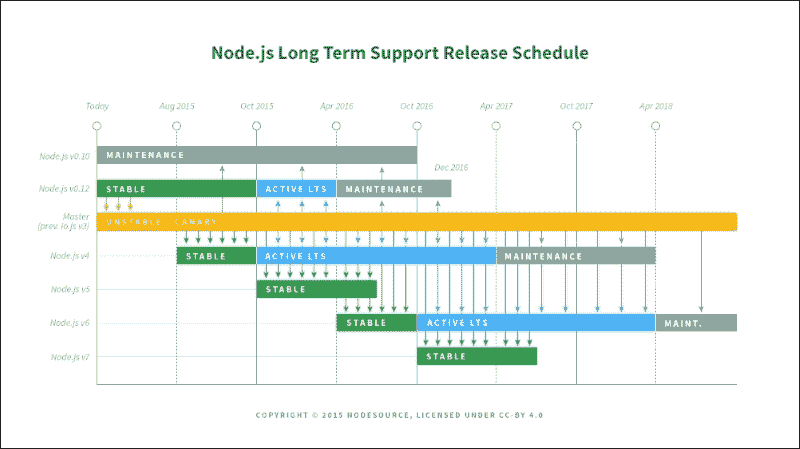 Node.js Long Term Support Release Schedule
Today
Aug 2015
Oct 2015
Apr 2016
Oct 2016
Apr 2017
Oct 2017
Apr 2018
Node.js v0.10
MAINTENANCE
Dec 2016
Node.js v0.12
STABLE
ACTIVE LTS
MAINTENANCE
Master
(prev. io.js v3)
UNSTABLE / CANARY
Node.js v4
STABLE
ACTIVE LTS
MAINTENANCE
Node.js v5
STABLE
Node.js v6
STABLE
ACTIVE LTS
MAINT.
Node.js v7
STABLE
COPYRIGHT © 2015 NODESOURCE, LICENSED UNDER CC-BY 4.0